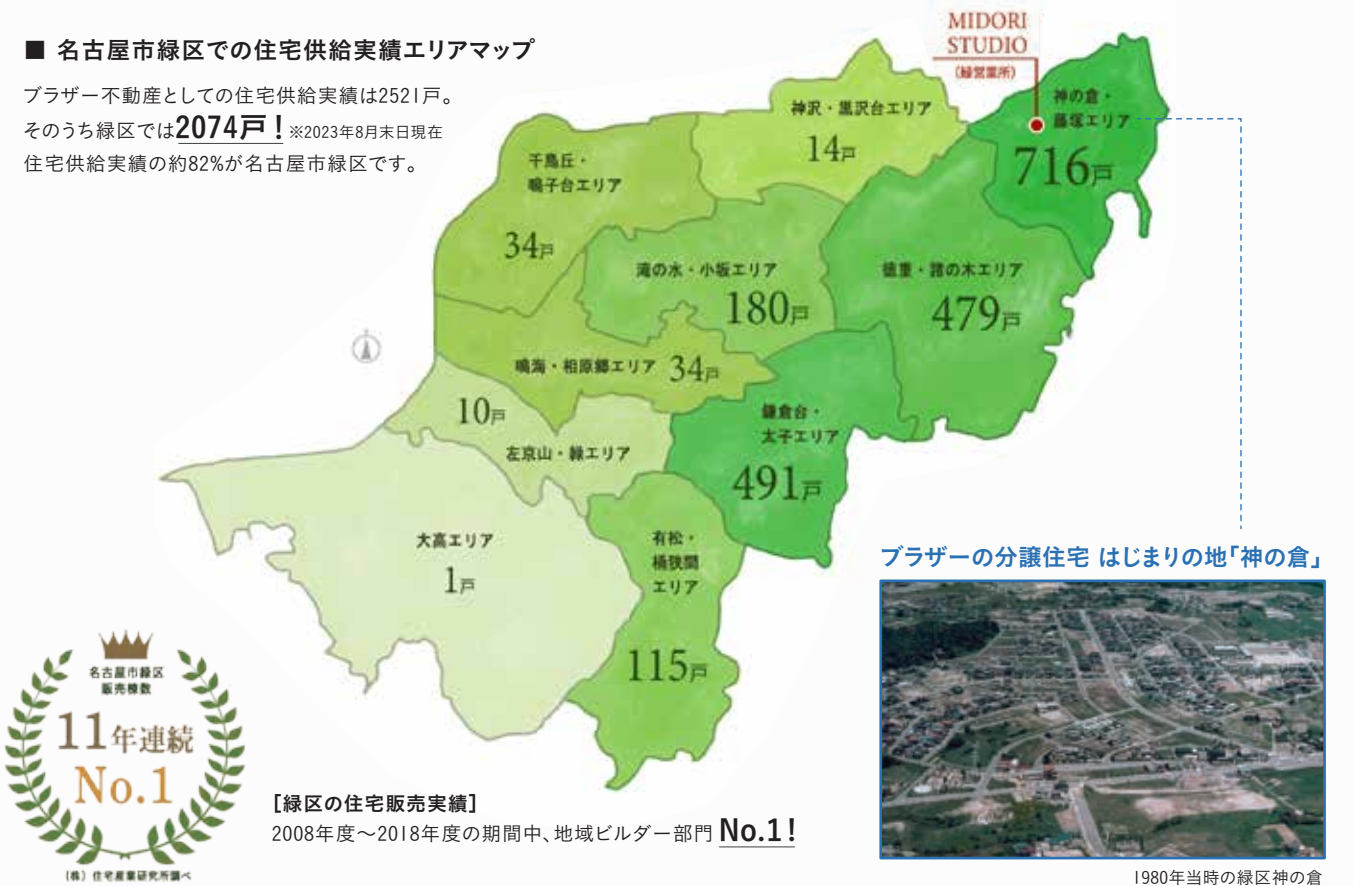 ■ 名古屋市緑区での住宅供給実績エリアマップ
ブラザー不動産としての住宅供給実績は2521戸。
そのうち緑区では2074戸！ ※2023年8月末日現在
住宅供給実績の約82%が名古屋市緑区です。
MIDORI
STUDIO
(緑営業所)
神の倉・
藤塚エリア
716戸
神沢・黒沢台エリア
14戸
千鳥丘・
鳴子台エリア
34戸
滝の水・小坂エリア
180戸
徳重・諸の木エリア
479戸
鳴海・相原郷エリア 34戸
10戸
左京山・緑エリア
鎌倉台・
太子エリア
491戸
大高エリア
1戸
有松・
桶狭間
エリア
115戸
ブラザーの分譲住宅 はじまりの地「神の倉」
1980年当時の緑区神の倉
名古屋市緑区
販売棟数
11年連続
No.1
(株) 住宅産業研究所調べ
[緑区の住宅販売実績]
2008年度〜2018年度の期間中、地域ビルダー部門 No.1！